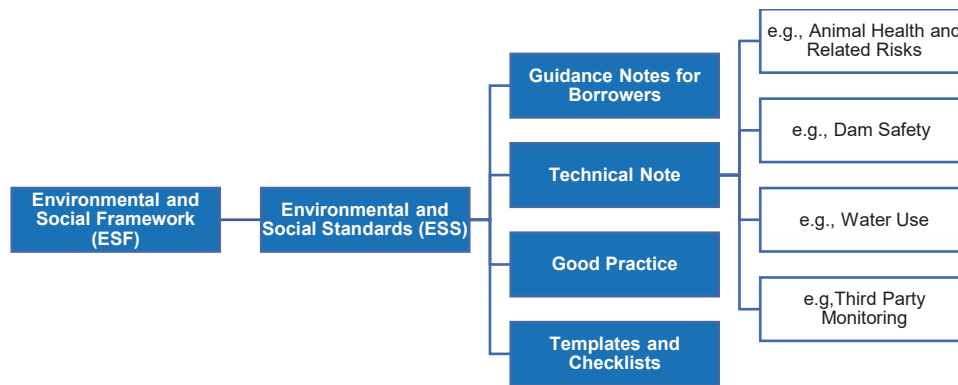 Environmental and
Social Framework
(ESF)
Environmental and
Social Standards (ESS)
Guidance Notes for
Borrowers
Technical Note
Good Practice
Templates and
Checklists
e.g., Animal Health and
Related Risks
e.g., Dam Safety
e.g., Water Use
e.g,Third Party
Monitoring